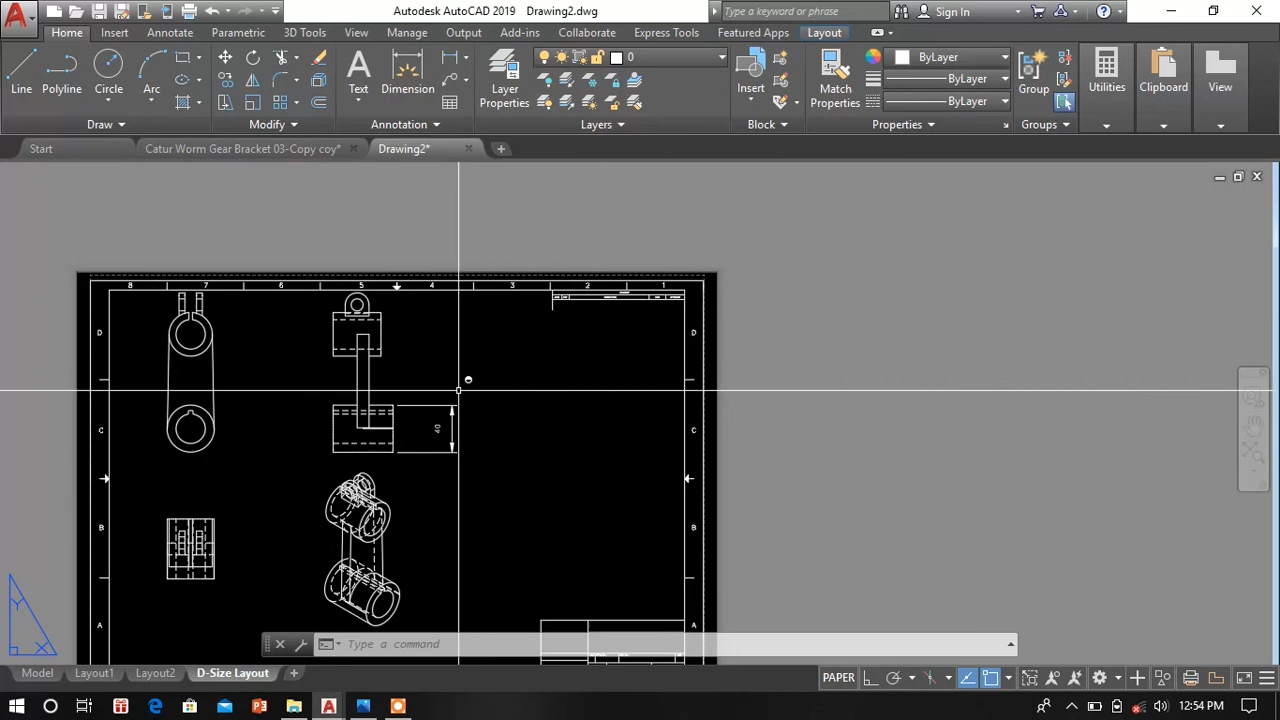 Autodesk AutoCAD 2019 Drawing2.dwg
Type a keyword or phrase
Sign In
Home Insert Annotate Parametric 3D Tools View Manage Output Add-ins Collaborate Express Tools Featured Apps Layout
Line Polyline Circle Arc
Text Dimension
Layer Properties
0
Insert
Match Properties
ByLayer
ByLayer
ByLayer
Group
Utilities
Clipboard
View
Draw Modify Annotation Layers Block Properties Groups
Start Catur Worm Gear Bracket 03-Copy coy* Drawing2*
8 7 6 5 4 3 2 1
D D
C C
40
B B
A A
Y
X
Type a command
Model Layout1 Layout2 D-Size Layout
PAPER
12:54 PM